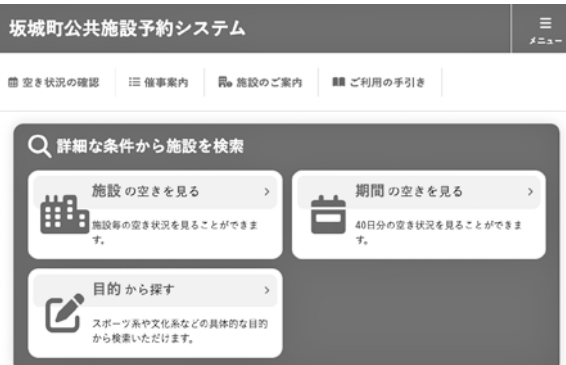 坂城町公共施設予約システム
メニュー
空き状況の確認
催事案内
施設のご案内
ご利用の手引き
詳細な条件から施設を検索
施設 の空きを見る
施設毎の空き状況を見ることができま
す。
期間 の空きを見る
40日分の空き状況を見ることができま
す。
目的 から探す
スポーツ系や文化系などの具体的な目的
から検索いただけます。